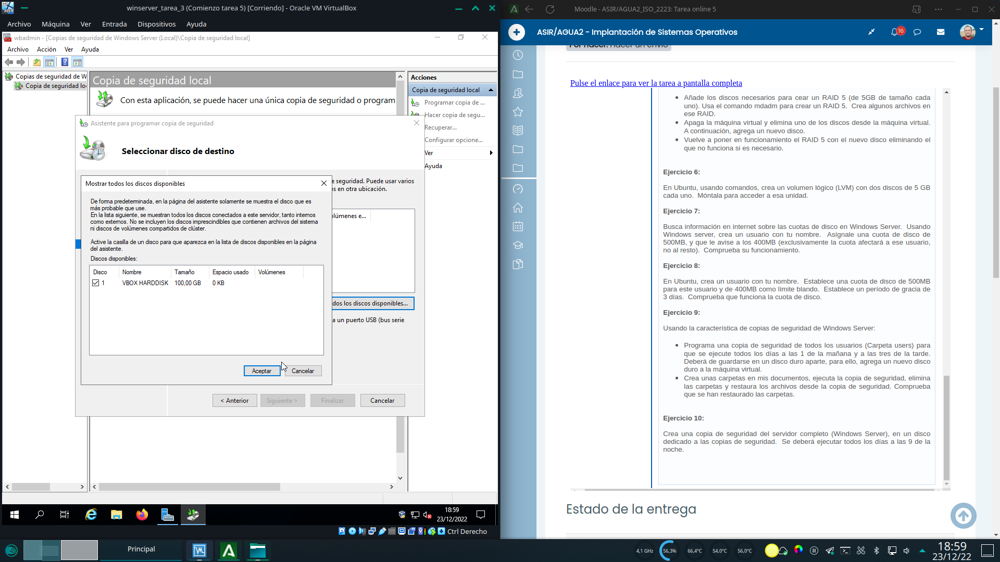 winserver_tarea_3 (Comienzo tarea 5) [Corriendo] - Oracle VM VirtualBox
Archivo Máquina Ver Entrada Dispositivos Ayuda
wbadmin - [Copias de seguridad de Windows Server (Local)\Copia de seguridad local]
Archivo Acción Ver Ayuda
Copias de seguridad de W
Copia de seguridad lo
Copia de seguridad local
Con esta aplicación, se puede hacer una única copia de seguridad o program
Acciones
Copia de seguridad local
Programar copia de ...
Hacer copia de segu...
Recuperar...
Configurar opcione...
Ver
Ayuda
Asistente para programar copia de seguridad
Seleccionar disco de destino
e seguridad. Puede usar varios
os en otra ubicación.
olúmenes e...
dos los discos disponibles...
a un puerto USB (bus serie
Mostrar todos los discos disponibles
De forma predeterminada, en la página del asistente solamente se muestra el disco que es
más probable que use.
En la lista siguiente, se muestran todos los discos conectados a este servidor, tanto internos
como externos. No se incluyen los discos imprescindibles que contienen archivos del sistema
ni discos de volúmenes compartidos de clúster.
Active la casilla de un disco para que aparezca en la lista de discos disponibles en la página
del asistente.
Discos disponibles:
Disco Nombre Tamaño Espacio usado Volúmenes
1 VBOX HARDDISK 100,00 GB 0 KB
Aceptar Cancelar
< Anterior Siguiente > Finalizar Cancelar
18:59
23/12/2022
Ctrl Derecho
Moodle - ASIR/AGUA2_ISO_2223: Tarea online 5
ASIR/AGUA2 - Implantación de Sistemas Operativos
16
Por hacer: Hacer un envío
Pulse el enlace para ver la tarea a pantalla completa
Añade los discos necesarios para cear un RAID 5 (de 5GB de tamaño cada
uno). Usa el comando mdadm para crear un RAID 5. Crea algunos archivos en
ese RAID.
Apaga la máquina virtual y elimina uno de los discos desde la máquina virtual.
A continuación, agrega un nuevo disco.
Vuelve a poner en funcionamiento el RAID 5 con el nuevo disco eliminando el
que no funciona si es necesario.
Ejercicio 6:
En Ubuntu, usando comandos, crea un volumen lógico (LVM) con dos discos de 5 GB
cada uno. Móntala para acceder a esa unidad.
Ejercicio 7:
Busca información en internet sobre las cuotas de disco en Windows Server. Usando
Windows server, crea un usuario con tu nombre. Asígnale una cuota de disco de
500MB, y que le avise a los 400MB (exclusivamente la cuota afectará a ese usuario,
no al resto). Comprueba su funcionamiento.
Ejercicio 8:
En Ubuntu, crea un usuario con tu nombre. Establece una cuota de disco de 500MB
para este usuario y de 400MB como límite blando. Establece un período de gracia de
3 días. Comprueba que funciona la cuota de disco.
Ejercicio 9:
Usando la característica de copias de seguridad de Windows Server:
Programa una copia de seguridad de todos los usuarios (Carpeta users) para
que se ejecute todos los días a las 1 de la mañana y a las tres de la tarde.
Deberá de guardarse en un disco duro aparte, para ello, agrega un nuevo disco
duro a la máquina virtual.
Crea unas carpetas en mis documentos, ejecuta la copia de seguridad, elimina
las carpetas y restaura los archivos desde la copia de seguridad. Comprueba
que se han restaurado las carpetas.
Ejercicio 10:
Crea una copia de seguridad del servidor completo (Windows Server), en un disco
dedicado a las copias de seguridad. Se deberá ejecutar todos los días a las 9 de la
noche.
Estado de la entrega
Principal
4,1 GHz 56,3% 66,4°C 54,0°C 56,0°C
18:59
23/12/22